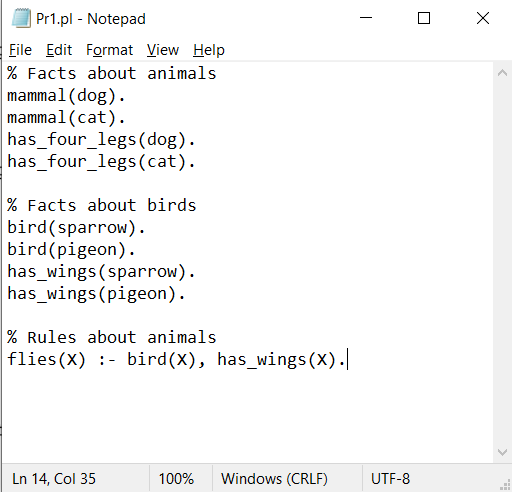 Pr1.pl - Notepad
File Edit Format View Help
% Facts about animals
mammal(dog).
mammal(cat).
has_four_legs(dog).
has_four_legs(cat).
% Facts about birds
bird(sparrow).
bird(pigeon).
has_wings(sparrow).
has_wings(pigeon).
% Rules about animals
flies(X) :- bird(X), has_wings(X).
Ln 14, Col 35 100% Windows (CRLF) UTF-8